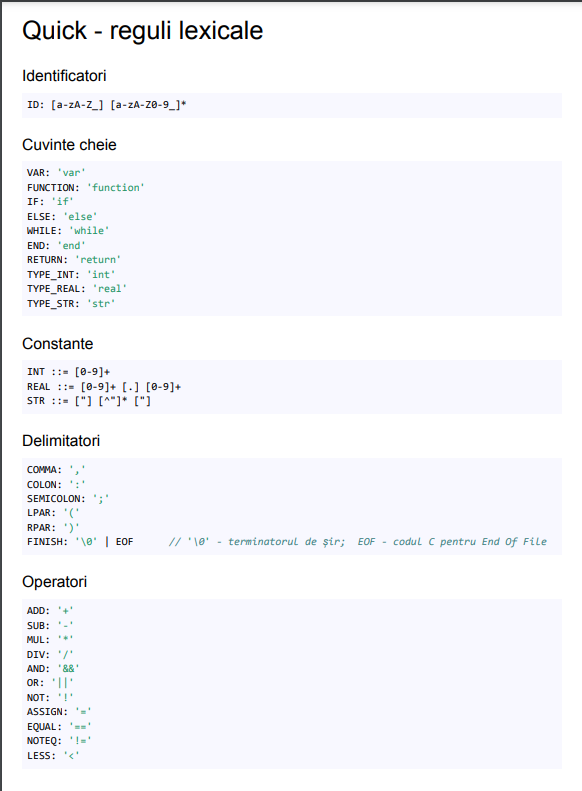 Quick - reguli lexicale
Identificatori
ID: [a-zA-Z_] [a-zA-Z0-9_]*
Cuvinte cheie
VAR: 'var'
FUNCTION: 'function'
IF: 'if'
ELSE: 'else'
WHILE: 'while'
END: 'end'
RETURN: 'return'
TYPE_INT: 'int'
TYPE_REAL: 'real'
TYPE_STR: 'str'
Constante
INT ::= [0-9]+
REAL ::= [0-9]+ [.] [0-9]+
STR ::= ["] [^"]* ["]
Delimitatori
COMMA: ','
COLON: ':'
SEMICOLON: ';'
LPAR: '('
RPAR: ')'
FINISH: '\0' | EOF // '\0' - terminatorul de șir; EOF - codul C pentru End Of File
Operatori
ADD: '+'
SUB: '-'
MUL: '*'
DIV: '/'
AND: '&&'
OR: '||'
NOT: '!'
ASSIGN: '='
EQUAL: '=='
NOTEQ: '!='
LESS: '<'